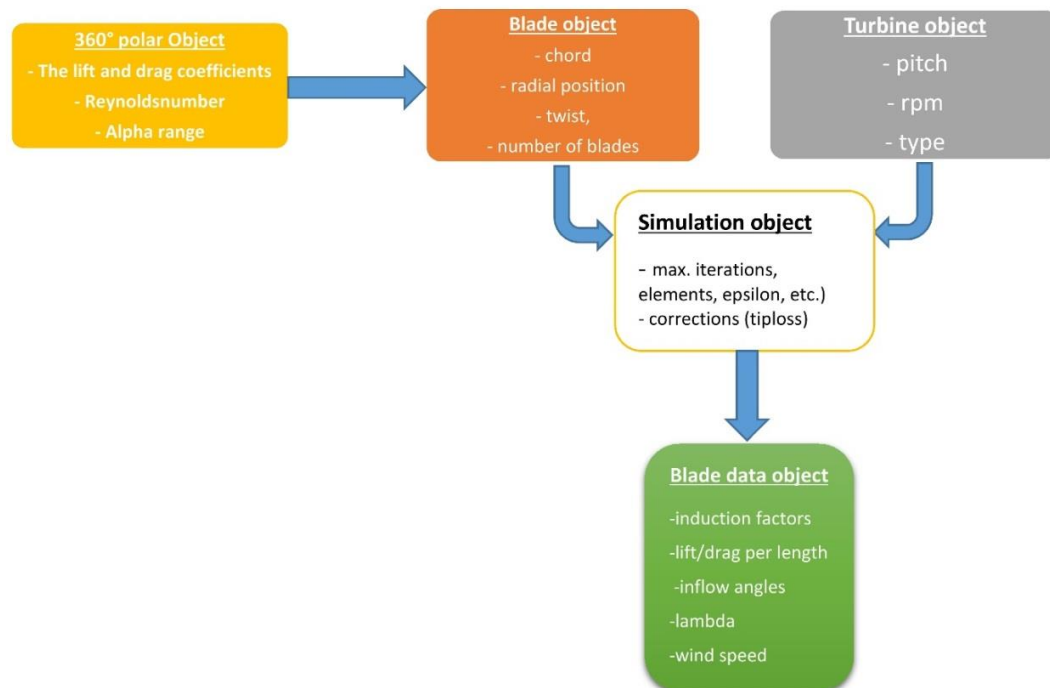 360° polar Object
- The lift and drag coefficients
- Reynoldsnumber
- Alpha range
Blade object
- chord
- radial position
- twist,
- number of blades
Turbine object
- pitch
- rpm
- type
Simulation object
- max. iterations,
elements, epsilon, etc.)
- corrections (tiploss)
Blade data object
-induction factors
-lift/drag per length
-inflow angles
-lambda
-wind speed